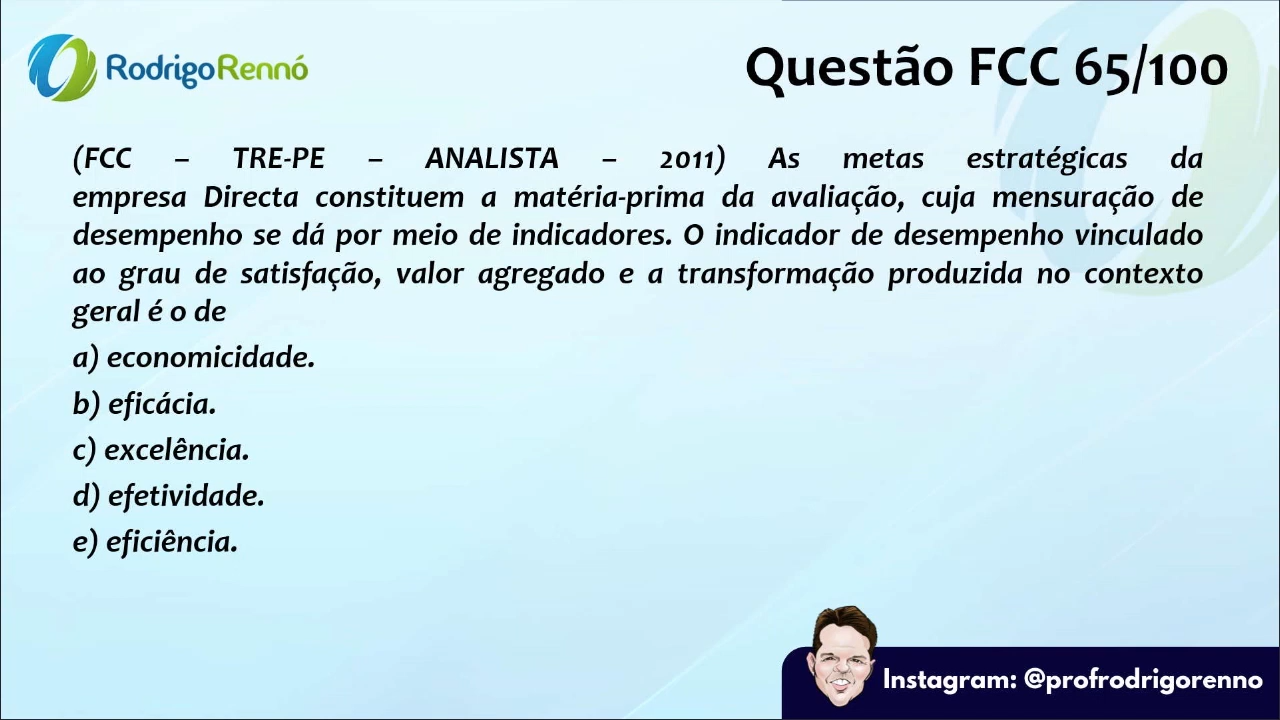 RodrigoRennó
Questão FCC 65/100
(FCC – TRE-PE – ANALISTA – 2011) As metas estratégicas da
empresa Directa constituem a matéria-prima da avaliação, cuja mensuração de
desempenho se dá por meio de indicadores. O indicador de desempenho vinculado
ao grau de satisfação, valor agregado e a transformação produzida no contexto
geral é o de
a) economicidade.
b) eficácia.
c) excelência.
d) efetividade.
e) eficiência.
Instagram: @profrodrigorenno